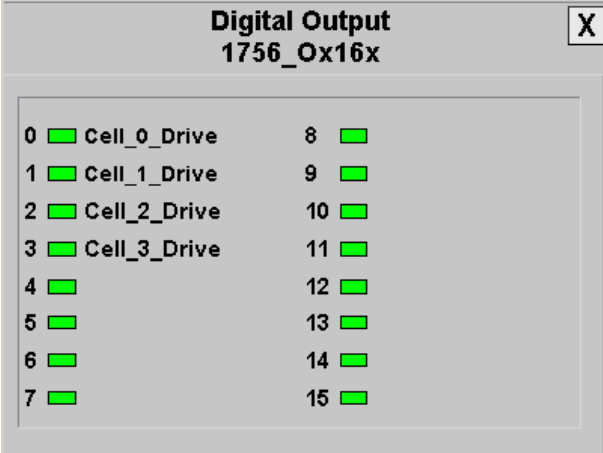 Digital Output
1756_Ox16x
X
0 Cell_0_Drive
1 Cell_1_Drive
2 Cell_2_Drive
3 Cell_3_Drive
4
5
6
7
8
9
10
11
12
13
14
15